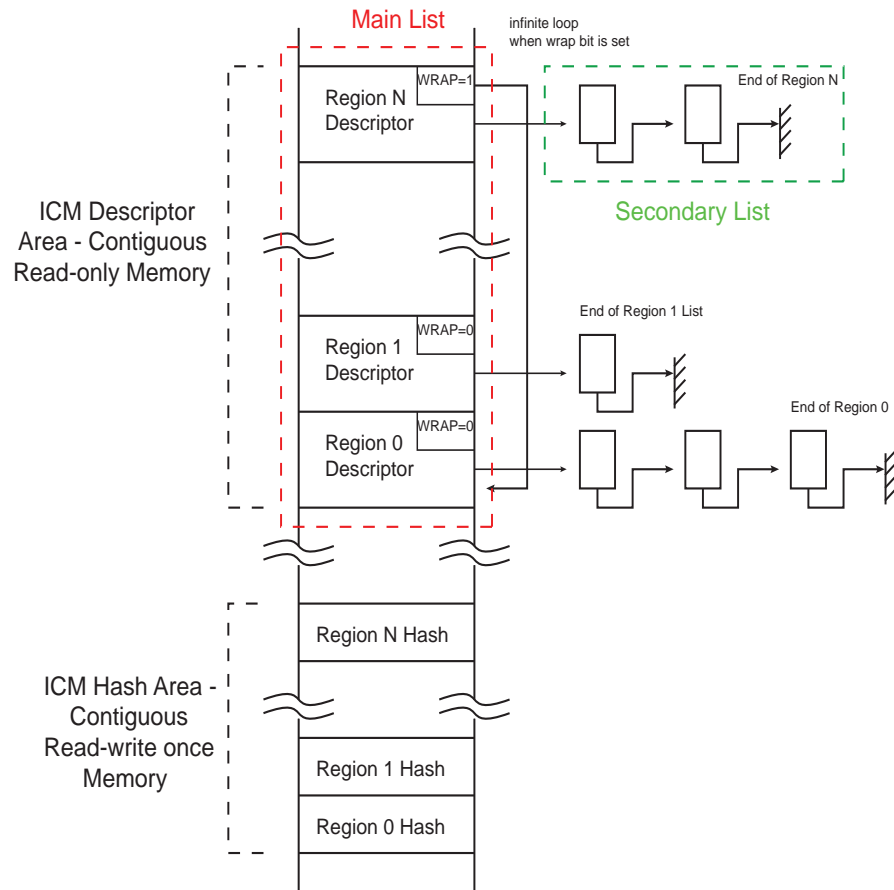 Main List
infinite loop
when wrap bit is set
WRAP=1
Region N
Descriptor
End of Region N
Secondary List
ICM Descriptor
Area - Contiguous
Read-only Memory
End of Region 1 List
WRAP=0
Region 1
Descriptor
End of Region 0
WRAP=0
Region 0
Descriptor
Region N Hash
ICM Hash Area -
Contiguous
Read-write once
Memory
Region 1 Hash
Region 0 Hash